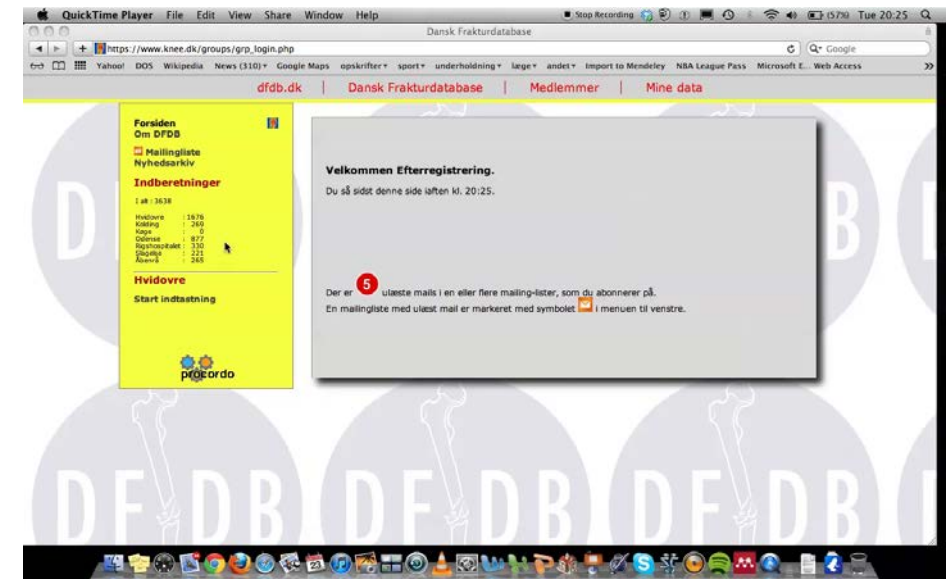 QuickTime Player File Edit View Share Window Help Stop Recording (57%) Tue 20:25
Dansk Frakturdatabase
https://www.knee.dk/groups/grp_login.php Google
Yahoo! DOS Wikipedia News (310) Google Maps opskrifter sport underholdning læge andet Import to Mendeley NBA League Pass Microsoft E... Web Access
dfdb.dk | Dansk Frakturdatabase | Medlemmer | Mine data
Forsiden
Om DFDB
Mailingliste
Nyhedsarkiv
Indberetninger
I alt : 3638
Hvidovre : 1676
Kolding : 269
Køge : 0
Odense : 877
Rigshospitalet : 330
Slagelse : 221
Åbenrå : 265
Hvidovre
Start indtastning
procordo
Velkommen Efterregistrering.
Du så sidst denne side iaften kl. 20:25.
Der er 5 ulæste mails i en eller flere mailing-lister, som du abonnerer på.
En mailingliste med ulæst mail er markeret med symbolet i menuen til venstre.
DFDB
DFDB
DFDB